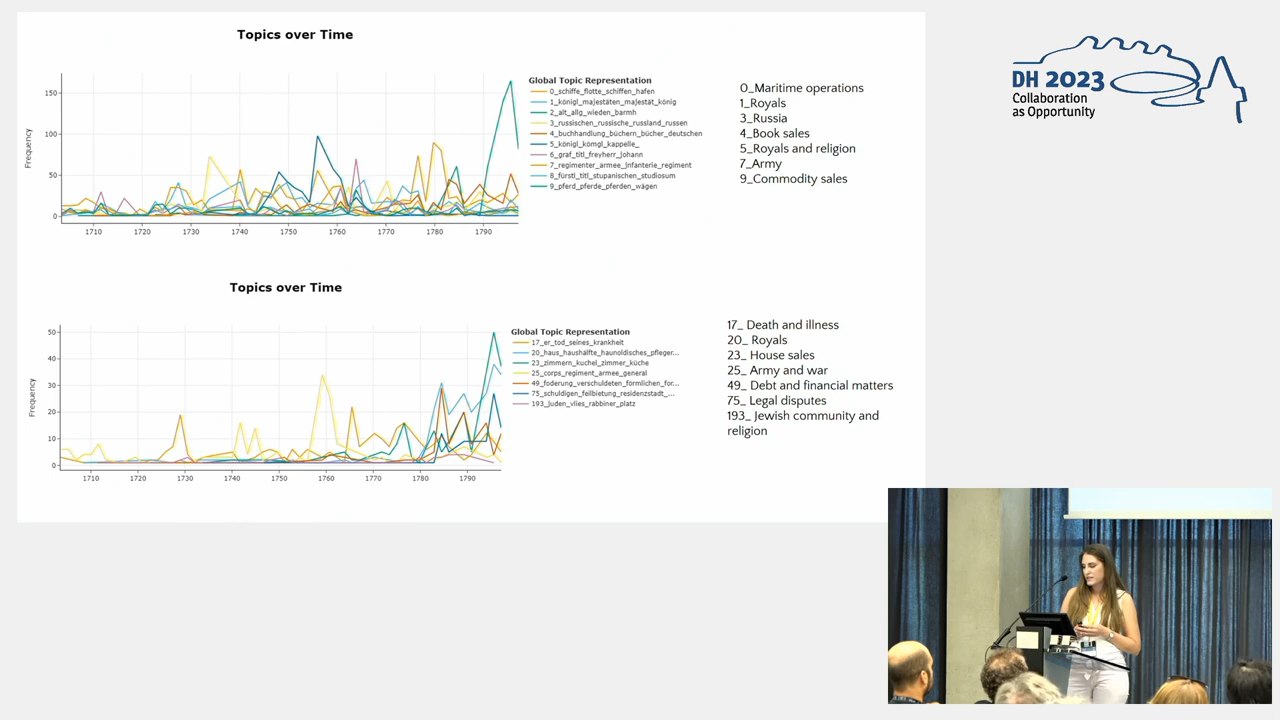 Topics over Time
Frequency
150
100
50
0
1710 1720 1730 1740 1750 1760 1770 1780 1790
Global Topic Representation
0_schiffe_flotte_schiffen_hafen
1_königl_majestäten_majestät_könig
2_alt_allg_wieden_barmh
3_russischen_russische_russland_russen
4_buchhandlung_büchern_bücher_deutschen
5_könvigl_kömgl_kappelle_
6_graf_titl_freyherr_johann
7_regimenter_armee_jnfanterie_regiment
8_fürstl_titl_stupanischen_studiosum
9_pferd_pferde_pferden_wägen
0_Maritime operations
1_Royals
3_Russia
4_Book sales
5_Royals and religion
7_Army
9_Commodity sales
Topics over Time
Frequency
50
40
30
20
10
0
1710 1720 1730 1740 1750 1760 1770 1780 1790
Global Topic Representation
17_er_tod_seines_krankheit
20_haus_haushälfte_haunoldisches_pfleger...
23_zimmern_kuchel_zimmer_küche
25_corps_regiment_armee_general
49_foderung_verschuldeten_förmlichen_for...
75_schuldigen_feilbietung_residenzstadt_...
193_juden_vlies_rabbiner_platz
17_ Death and illness
20_ Royals
23_ House sales
25_ Army and war
49_ Debt and financial matters
75_ Legal disputes
193_ Jewish community and
religion
DH 2023
Collaboration
as Opportunity